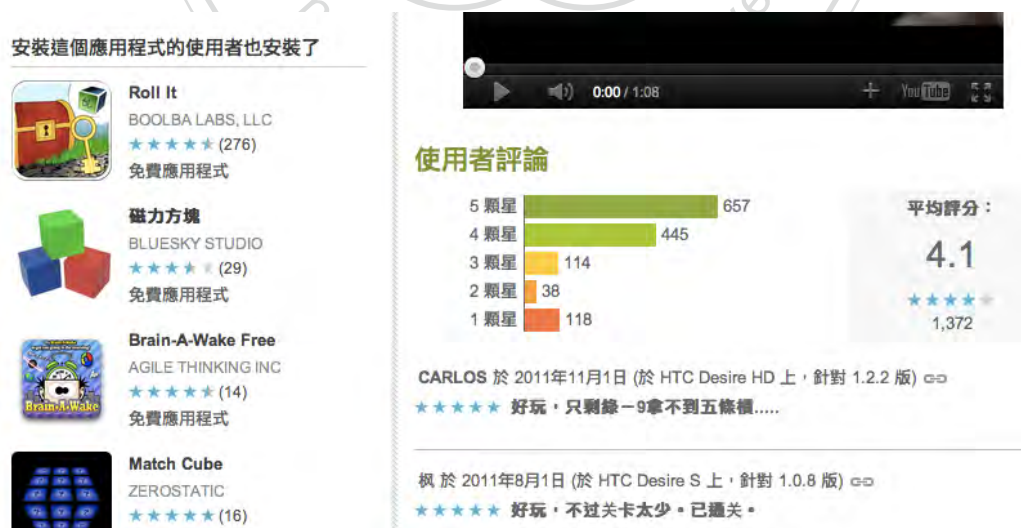 安裝這個應用程式的使用者也安裝了
Roll It
BOOLBA LABS, LLC
(276)
免費應用程式
磁力方塊
BLUESKY STUDIO
(29)
免費應用程式
Brain-A-Wake Free
AGILE THINKING INC
(14)
免費應用程式
Brain-A-Wake
Match Cube
ZEROSTATIC
(16)
0:00 / 1:08
YouTube
使用者評論
5 顆星 657
4 顆星 445
3 顆星 114
2 顆星 38
1 顆星 118
平均評分：
4.1
1,372
CARLOS 於 2011年11月1日 (於 HTC Desire HD 上，針對 1.2.2 版)
好玩，只剩綠－9拿不到五條槓.....
枫 於 2011年8月1日 (於 HTC Desire S 上，針對 1.0.8 版)
好玩，不过关卡太少。已通关。